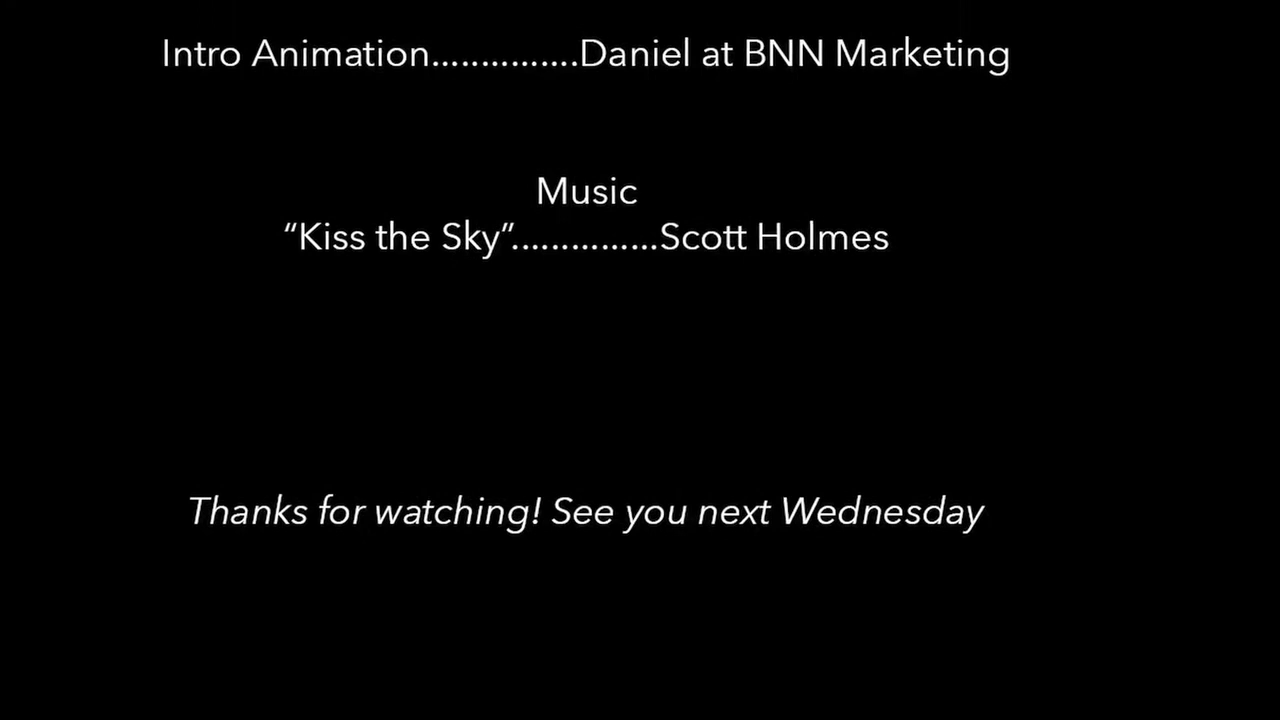 Intro Animation...............Daniel at BNN Marketing
Music
“Kiss the Sky”...............Scott Holmes
Thanks for watching! See you next Wednesday